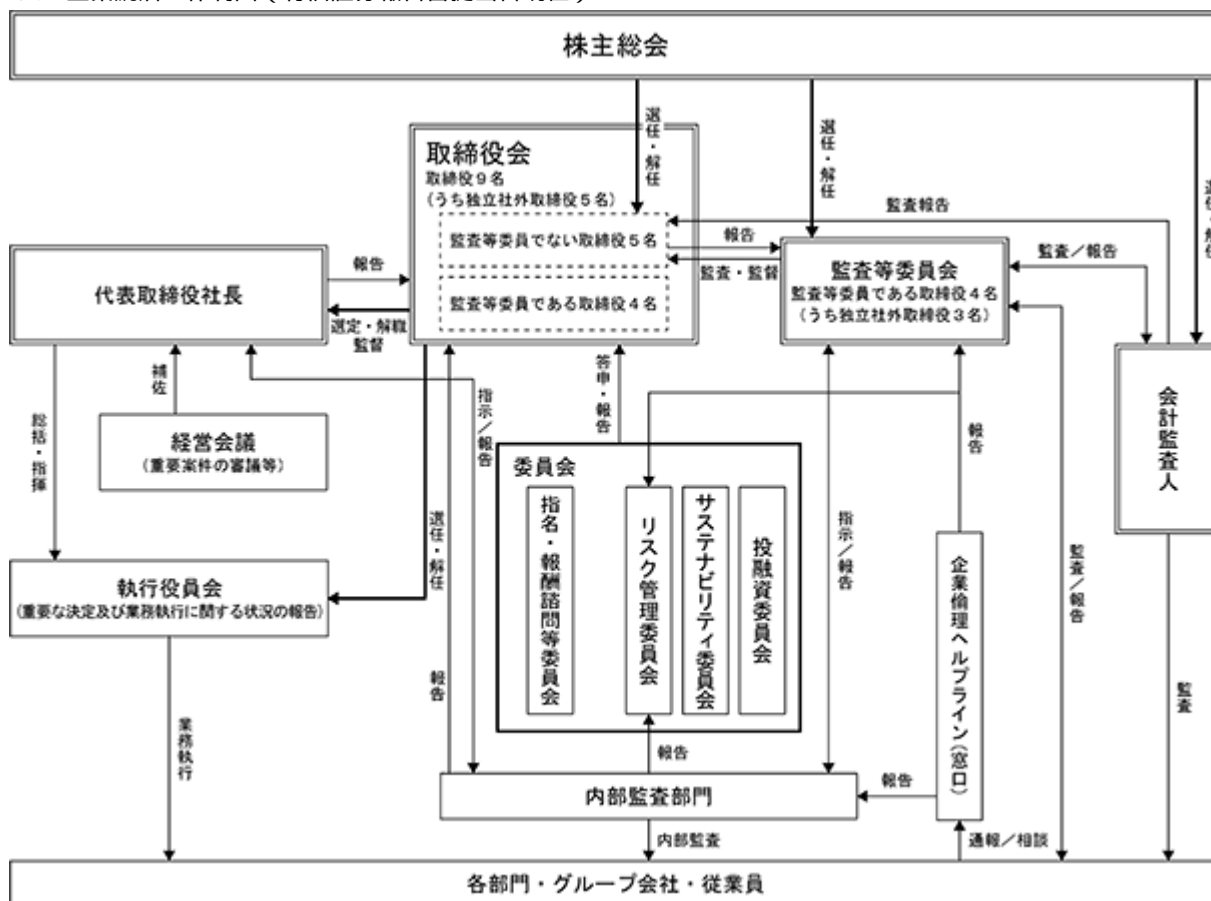 株主総会
選任・解任
選任・解任
選任・解任
取締役会
取締役9名
(うち独立社外取締役5名)
監査等委員でない取締役5名
監査等委員である取締役4名
報告
監査・監督
監査報告
監査等委員会
監査等委員である取締役4名
(うち独立社外取締役3名)
監査/報告
代表取締役社長
報告
選定・解職
監督
補佐
経営会議
(重要案件の審議等)
総括・指揮
指示/報告
答申・報告
会計監査人
委員会
指名・報酬諮問等委員会
リスク管理委員会
サステナビリティ委員会
投融資委員会
報告
指示/報告
企業倫理ヘルプライン(窓口)
監査/報告
監査
選任・解任
執行役員会
(重要な決定及び業務執行に関する状況の報告)
報告
業務執行
報告
内部監査部門
報告
内部監査
通報/相談
各部門・グループ会社・従業員